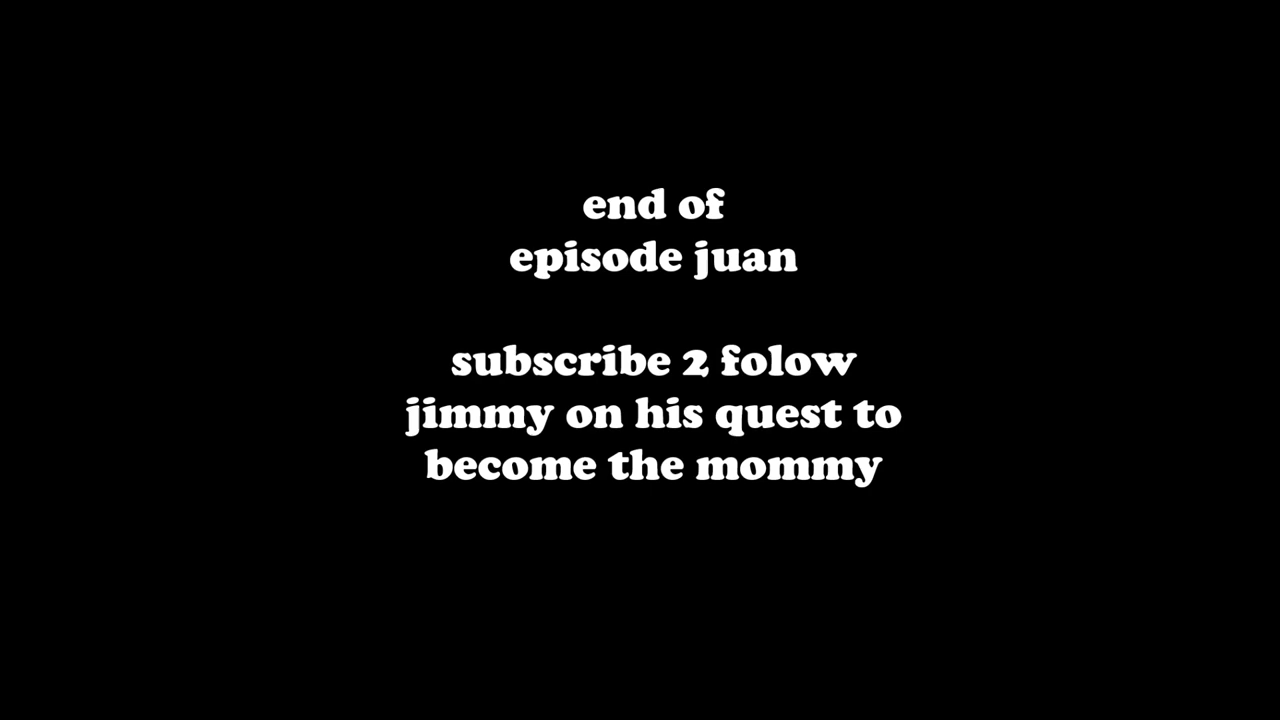 end of
episode juan
subscribe 2 folow
jimmy on his quest to
become the mommy